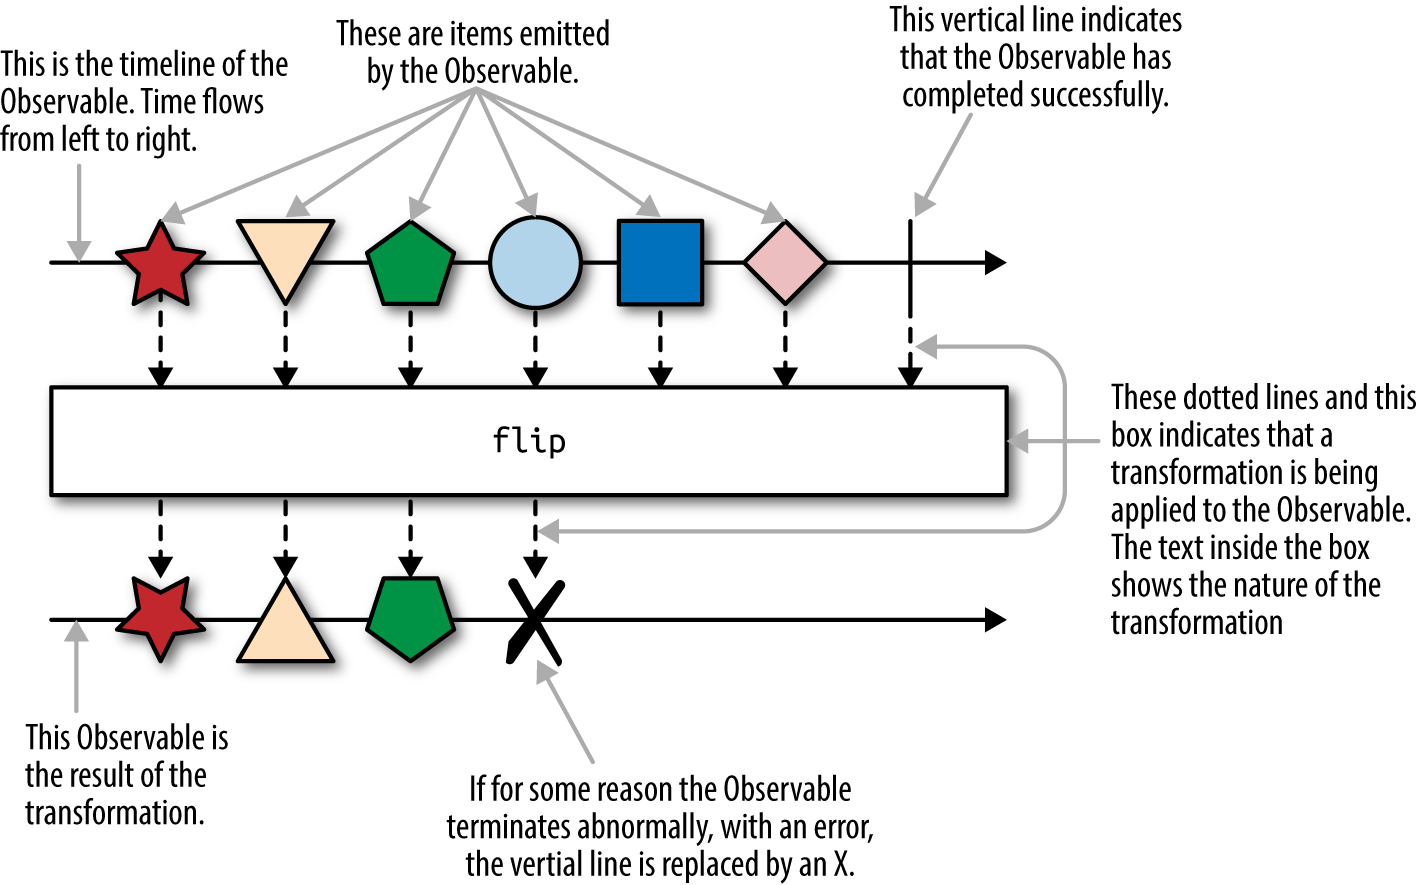 This is the timeline of the
Observable. Time flows
from left to right.
These are items emitted
by the Observable.
This vertical line indicates
that the Observable has
completed successfully.
flip
These dotted lines and this
box indicates that a
transformation is being
applied to the Observable.
The text inside the box
shows the nature of the
transformation
This Observable is
the result of the
transformation.
If for some reason the Observable
terminates abnormally, with an error,
the vertial line is replaced by an X.